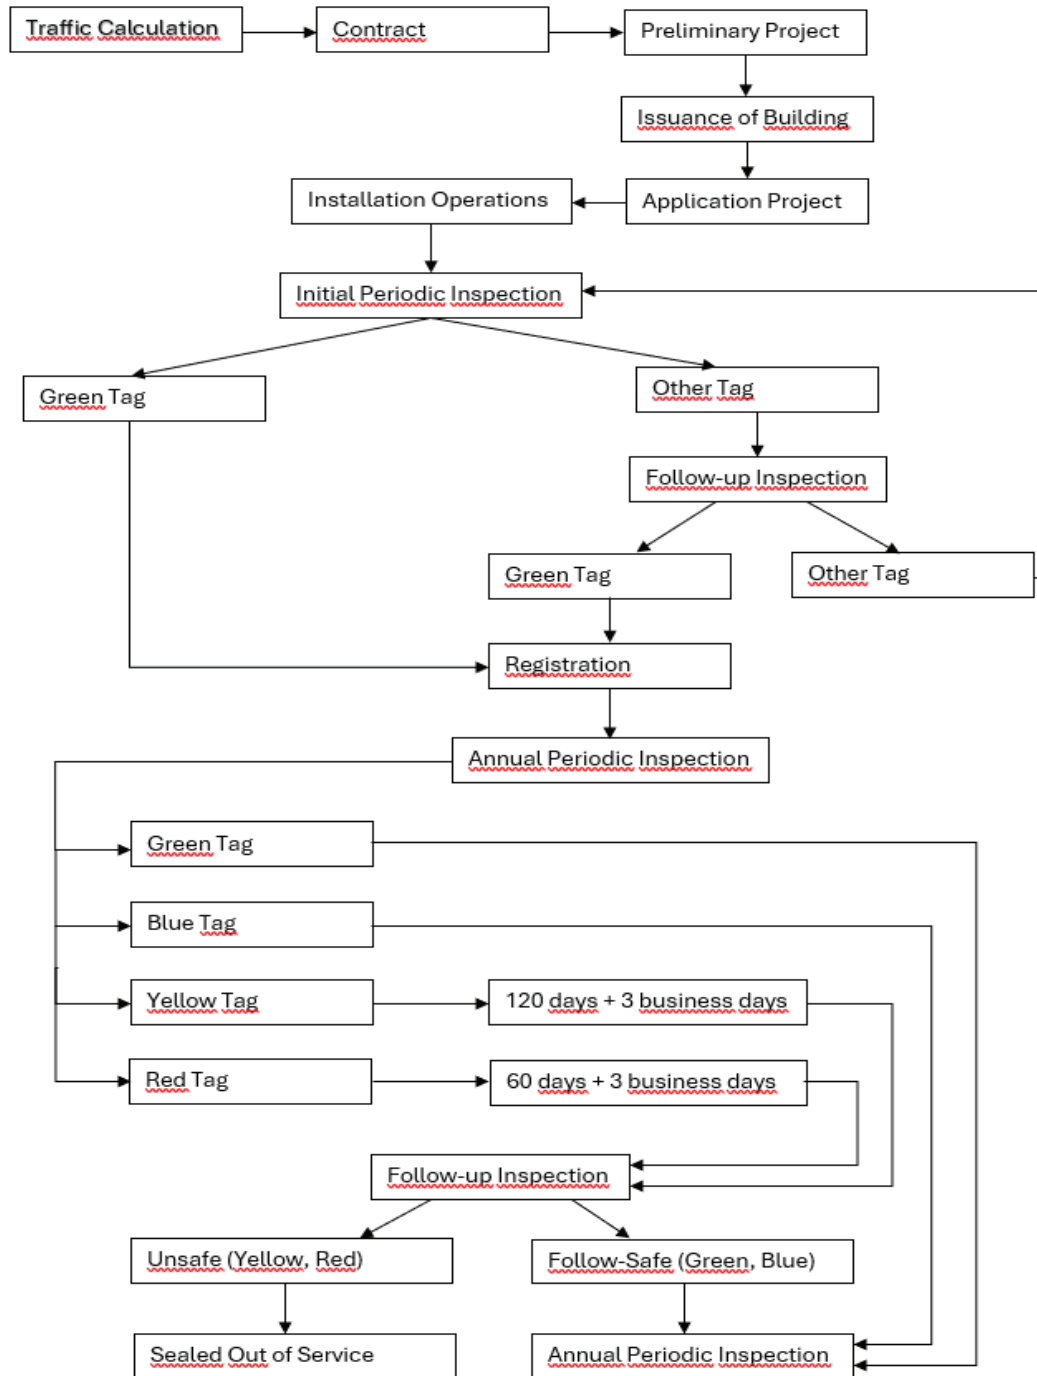 Traffic Calculation
Contract
Preliminary Project
Issuance of Building
Application Project
Installation Operations
Initial Periodic Inspection
Green Tag
Other Tag
Follow-up Inspection
Green Tag
Other Tag
Registration
Annual Periodic Inspection
Green Tag
Blue Tag
Yellow Tag
120 days + 3 business days
Red Tag
60 days + 3 business days
Follow-up Inspection
Unsafe (Yellow, Red)
Follow-Safe (Green, Blue)
Sealed Out of Service
Annual Periodic Inspection